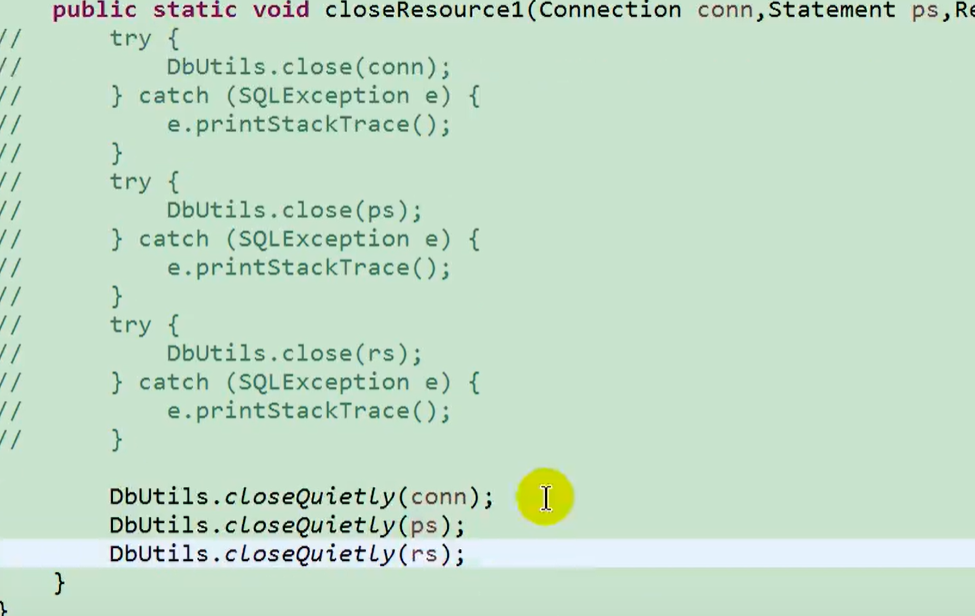 public static void closeResource1(Connection conn,Statement ps,Re
// try {
// DbUtils.close(conn);
// } catch (SQLException e) {
// e.printStackTrace();
// }
// try {
// DbUtils.close(ps);
// } catch (SQLException e) {
// e.printStackTrace();
// }
// try {
// DbUtils.close(rs);
// } catch (SQLException e) {
// e.printStackTrace();
// }
DbUtils.closeQuietly(conn);
DbUtils.closeQuietly(ps);
DbUtils.closeQuietly(rs);
}
}